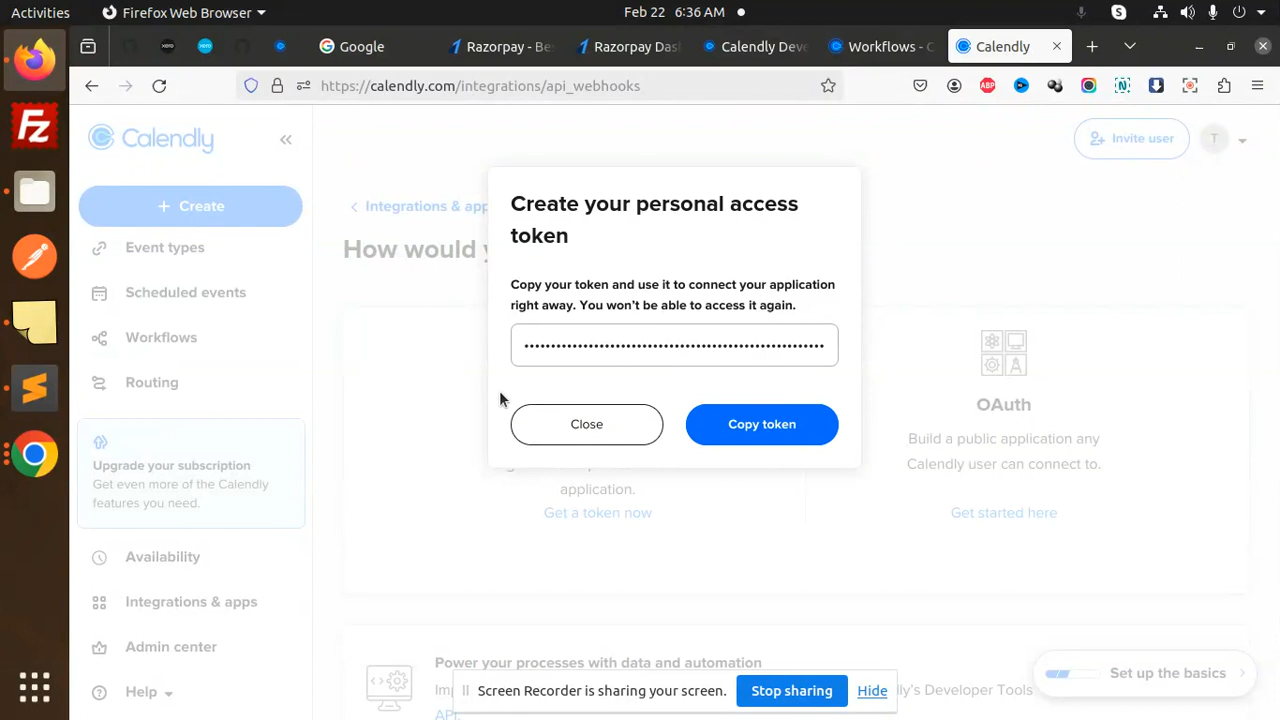 Activities
Firefox Web Browser
Feb 22 6:36 AM
xero
xero
Google
Razorpay - Bes
Razorpay Das
Calendly Deve
Workflows - C
Calendly
https://calendly.com/integrations/api_webhooks
ABP
N
Calendly
Invite user
T
+ Create
Integrations & app
Event types
How would y
Scheduled events
Workflows
Routing
Create your personal access
token
Copy your token and use it to connect your application
right away. You won't be able to access it again.
Close
Copy token
OAuth
Build a public application any
Calendly user can connect to.
application.
Get a token now
Get started here
Upgrade your subscription
Get even more of the Calendly
features you need.
Availability
Integrations & apps
Admin center
Help
Power your processes with data and automation
Set up the basics
Screen Recorder is sharing your screen.
Stop sharing
Hide
ly's Developer Tools
API.
Fz